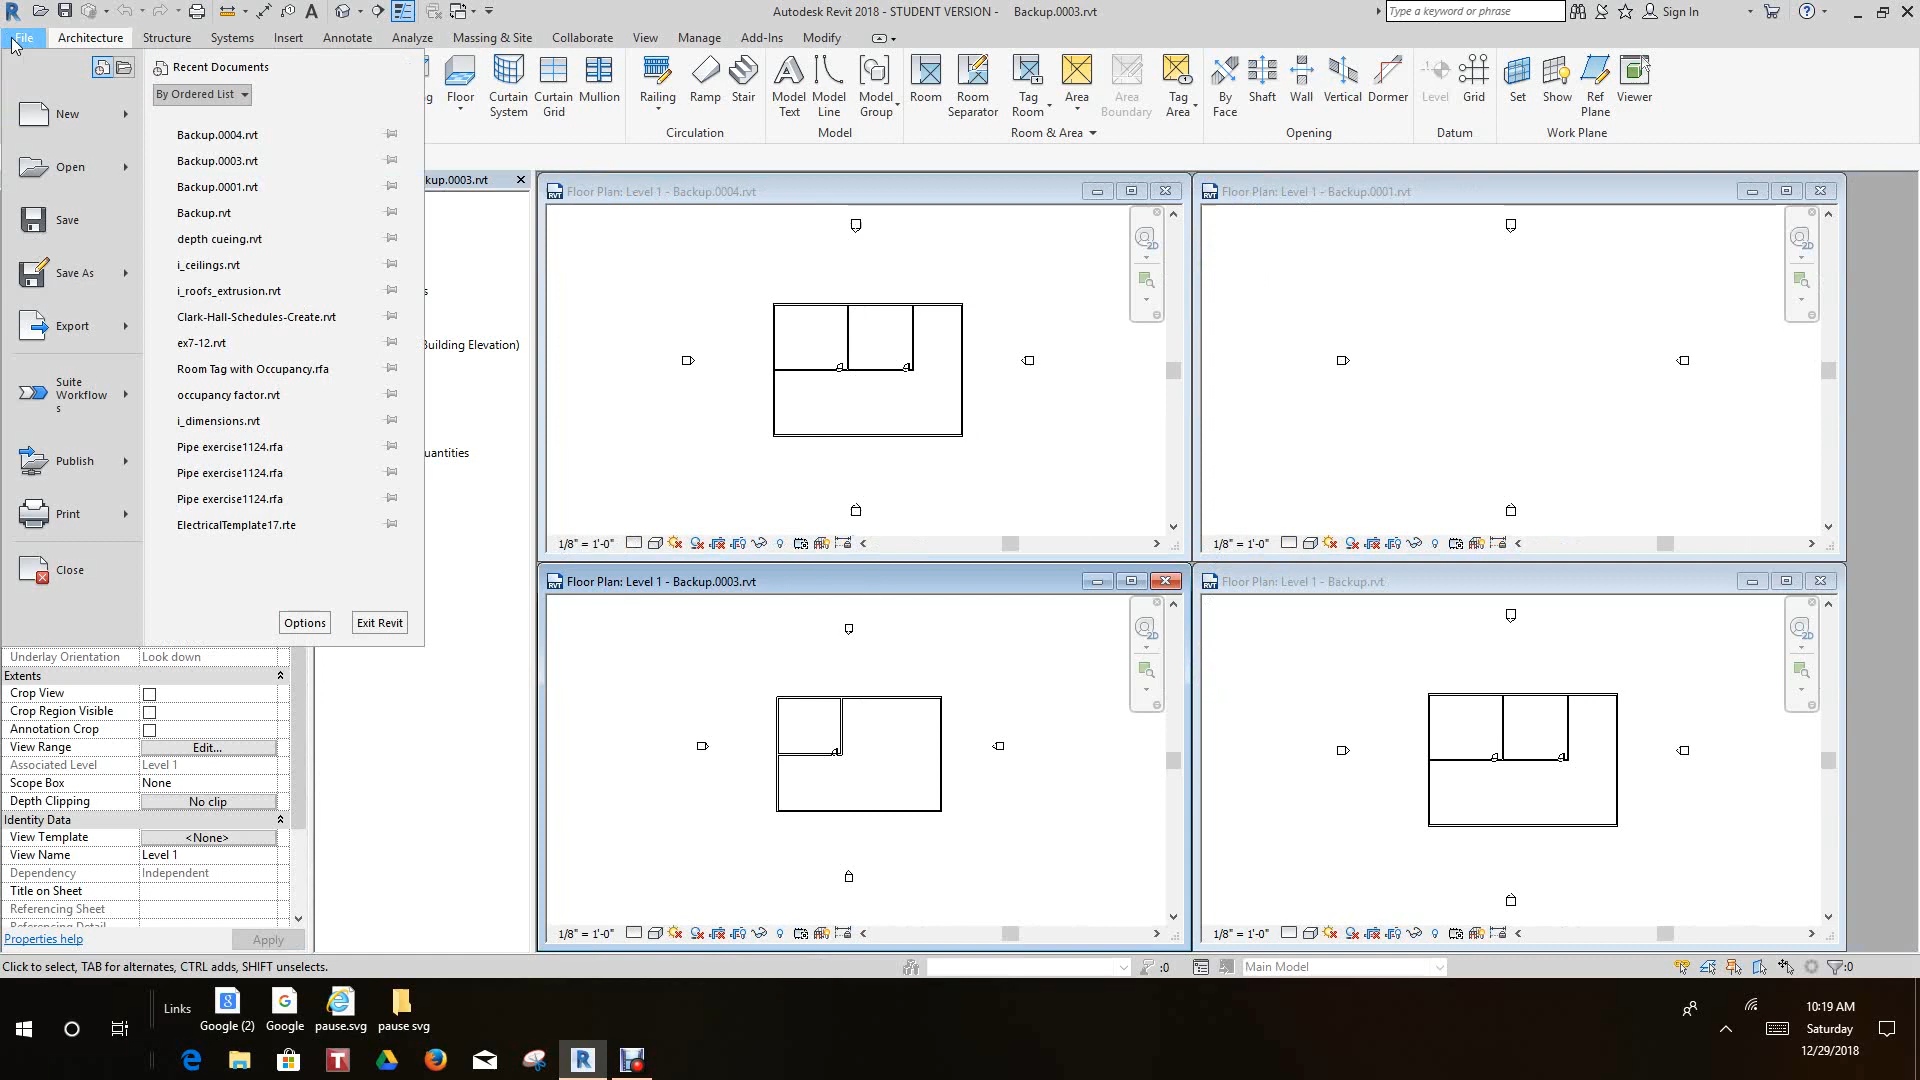 Autodesk Revit 2018 - STUDENT VERSION - Backup.0003.rvt
Type a keyword or phrase
Sign In
File Architecture Structure Systems Insert Annotate Analyze Massing & Site Collaborate View Manage Add-Ins Modify
Recent Documents
By Ordered List
New
Open
Save
Save As
Export
Suite
Workflow
s
Publish
Print
Close
Backup.0004.rvt
Backup.0003.rvt
Backup.0001.rvt
Backup.rvt
depth cueing.rvt
i_ceilings.rvt
i_roofs_extrusion.rvt
Clark-Hall-Schedules-Create.rvt
ex7-12.rvt
Room Tag with Occupancy.rfa
occupancy factor.rvt
i_dimensions.rvt
Pipe exercise1124.rfa
Pipe exercise1124.rfa
Pipe exercise1124.rfa
ElectricalTemplate17.rte
Options
Exit Revit
g
Floor
Curtain
System
Curtain
Grid
Mullion
Railing
Ramp
Stair
Circulation
Model
Text
Model
Line
Model
Group
Model
Room
Room
Separator
Tag
Room
Area
Area
Boundary
Tag
Area
Room & Area
By
Face
Shaft
Wall
Vertical
Dormer
Opening
Level
Grid
Datum
Set
Show
Ref
Plane
Viewer
Work Plane
kup.0003.rvt
s
Building Elevation)
uantities
Floor Plan: Level 1 - Backup.0004.rvt
2D
1/8" = 1'-0"
Floor Plan: Level 1 - Backup.0001.rvt
2D
1/8" = 1'-0"
Floor Plan: Level 1 - Backup.0003.rvt
2D
1/8" = 1'-0"
Floor Plan: Level 1 - Backup.rvt
2D
1/8" = 1'-0"
Underlay Orientation Look down
Extents
Crop View
Crop Region Visible
Annotation Crop
View Range Edit...
Associated Level Level 1
Scope Box None
Depth Clipping No clip
Identity Data
View Template <None>
View Name Level 1
Dependency Independent
Title on Sheet
Referencing Sheet
Referencing Detail
Properties help
Apply
Click to select, TAB for alternates, CTRL adds, SHIFT unselects.
:0
Main Model
:0
Links
Google (2)
Google
pause.svg
pause svg
10:19 AM
Saturday
12/29/2018